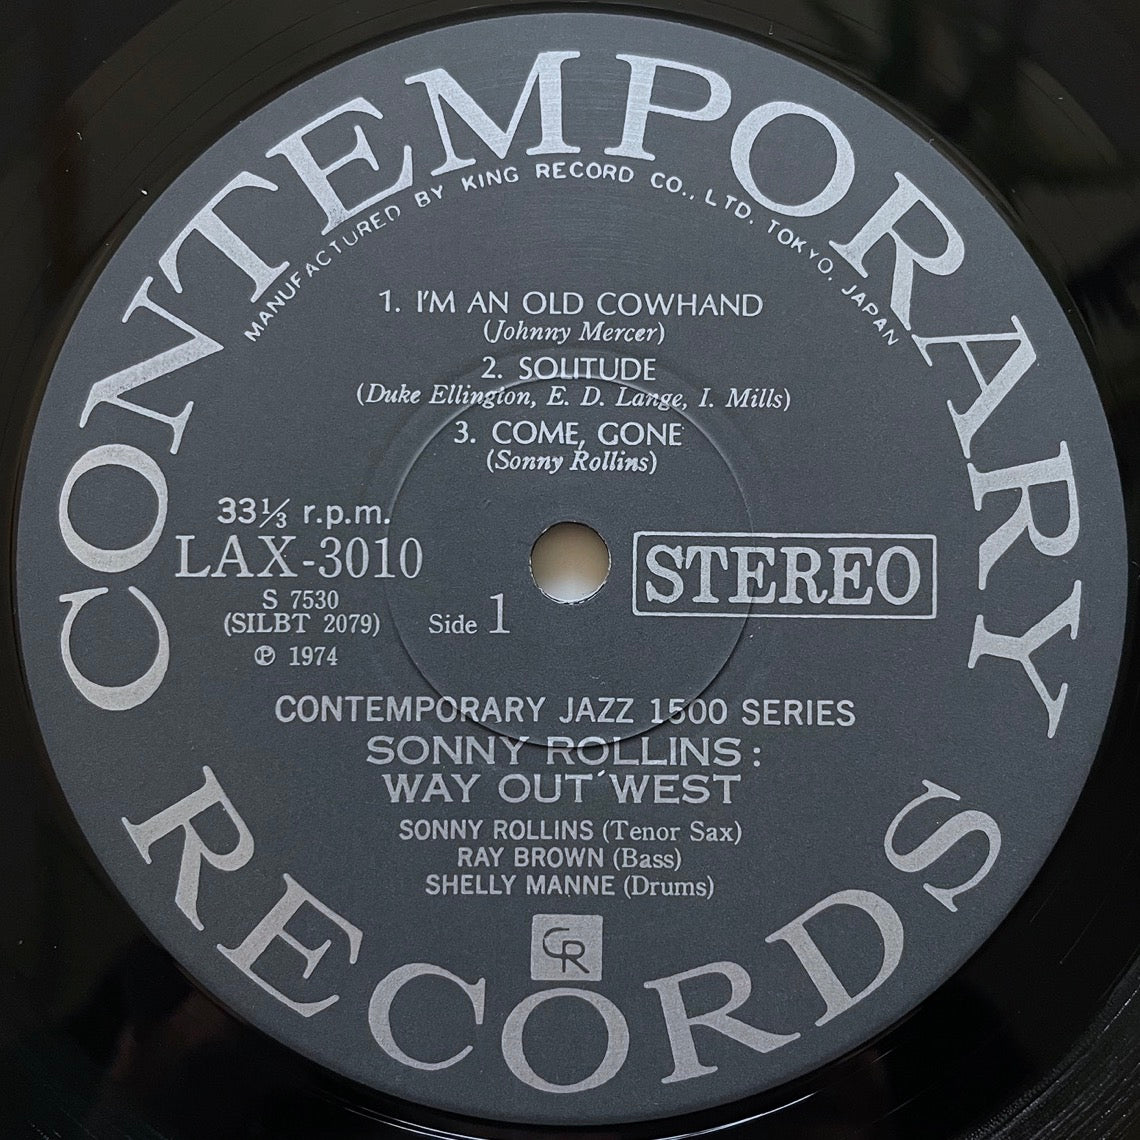 CONTEMPORARY
MANUFACTURED BY KING RECORD CO., LTD. TOKYO. JAPAN
1. I'M AN OLD COWHAND
(Johnny Mercer)
2. SOLITUDE
(Duke Ellington, E. D. Lange, I. Mills)
3. COME, GONE
(Sonny Rollins)
33⅓ r.p.m.
LAX-3010
S 7530
(SILBT 2079)
Ⓟ 1974
Side 1
STEREO
CONTEMPORARY JAZZ 1500 SERIES
SONNY ROLLINS:
WAY OUT WEST
SONNY ROLLINS (Tenor Sax)
RAY BROWN (Bass)
SHELLY MANNE (Drums)
CR
RECORDS